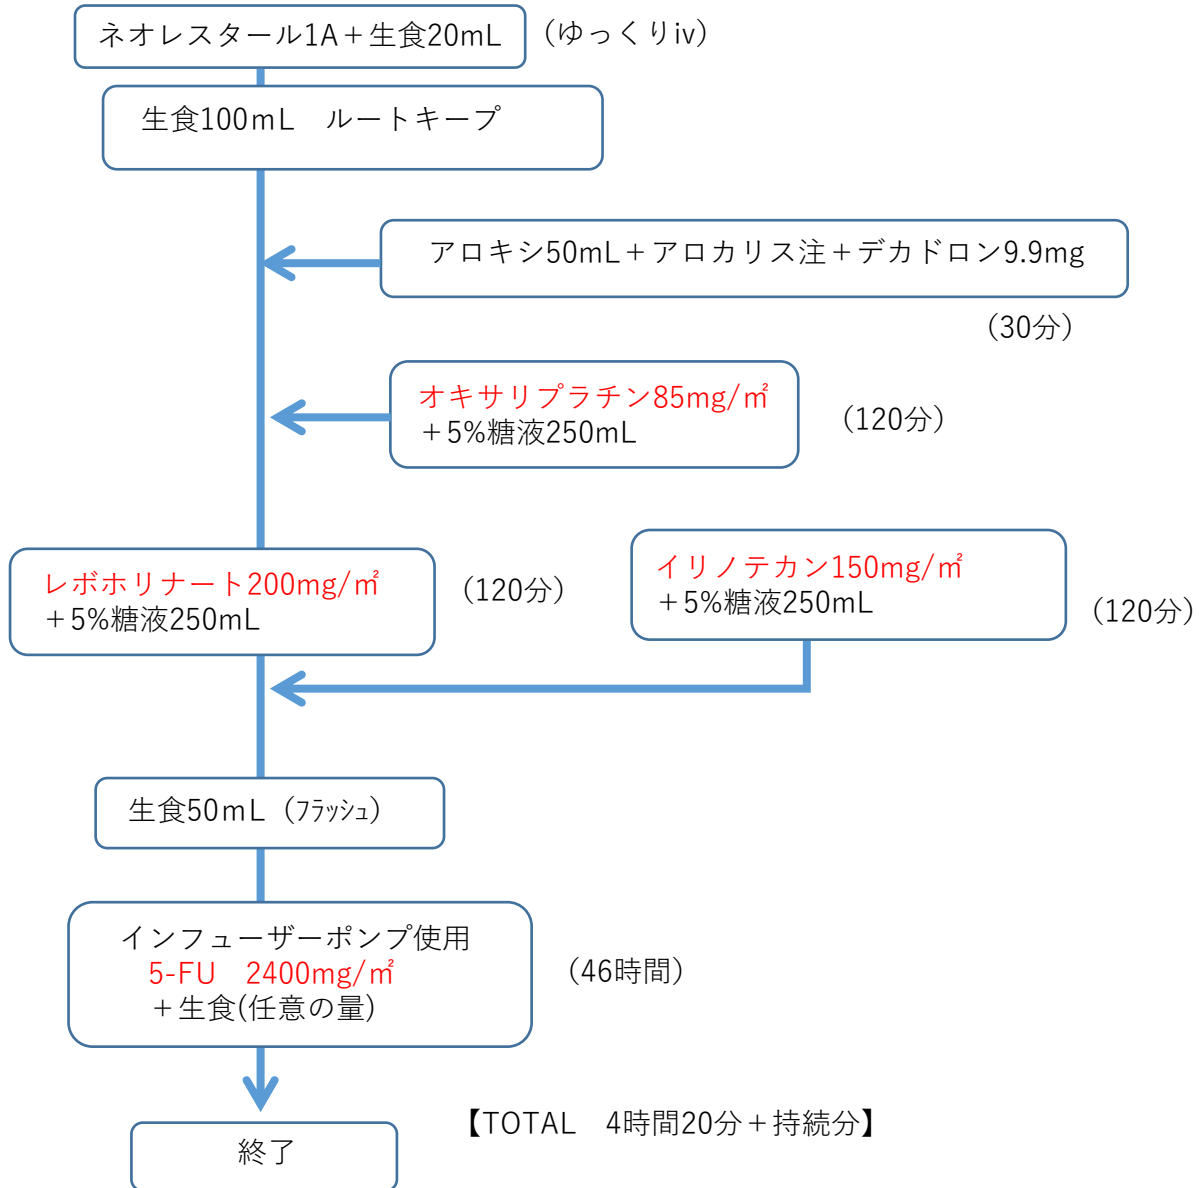 ネオレスタール1A＋生食20mL
（ゆっくりiv）
生食100ｍL　ルートキープ
アロキシ50mL＋アロカリス注＋デカドロン9.9mg
（30分）
オキサリプラチン85mg/㎡
＋5%糖液250mL
（120分）
レボホリナート200mg/㎡
＋5%糖液250mL
（120分）
イリノテカン150mg/㎡
＋5%糖液250mL
（120分）
生食50ｍL（ﾌﾗｯｼｭ）
インフューザーポンプ使用
5-FU　2400mg/㎡
＋生食(任意の量)
（46時間）
【TOTAL　4時間20分＋持続分】
終了